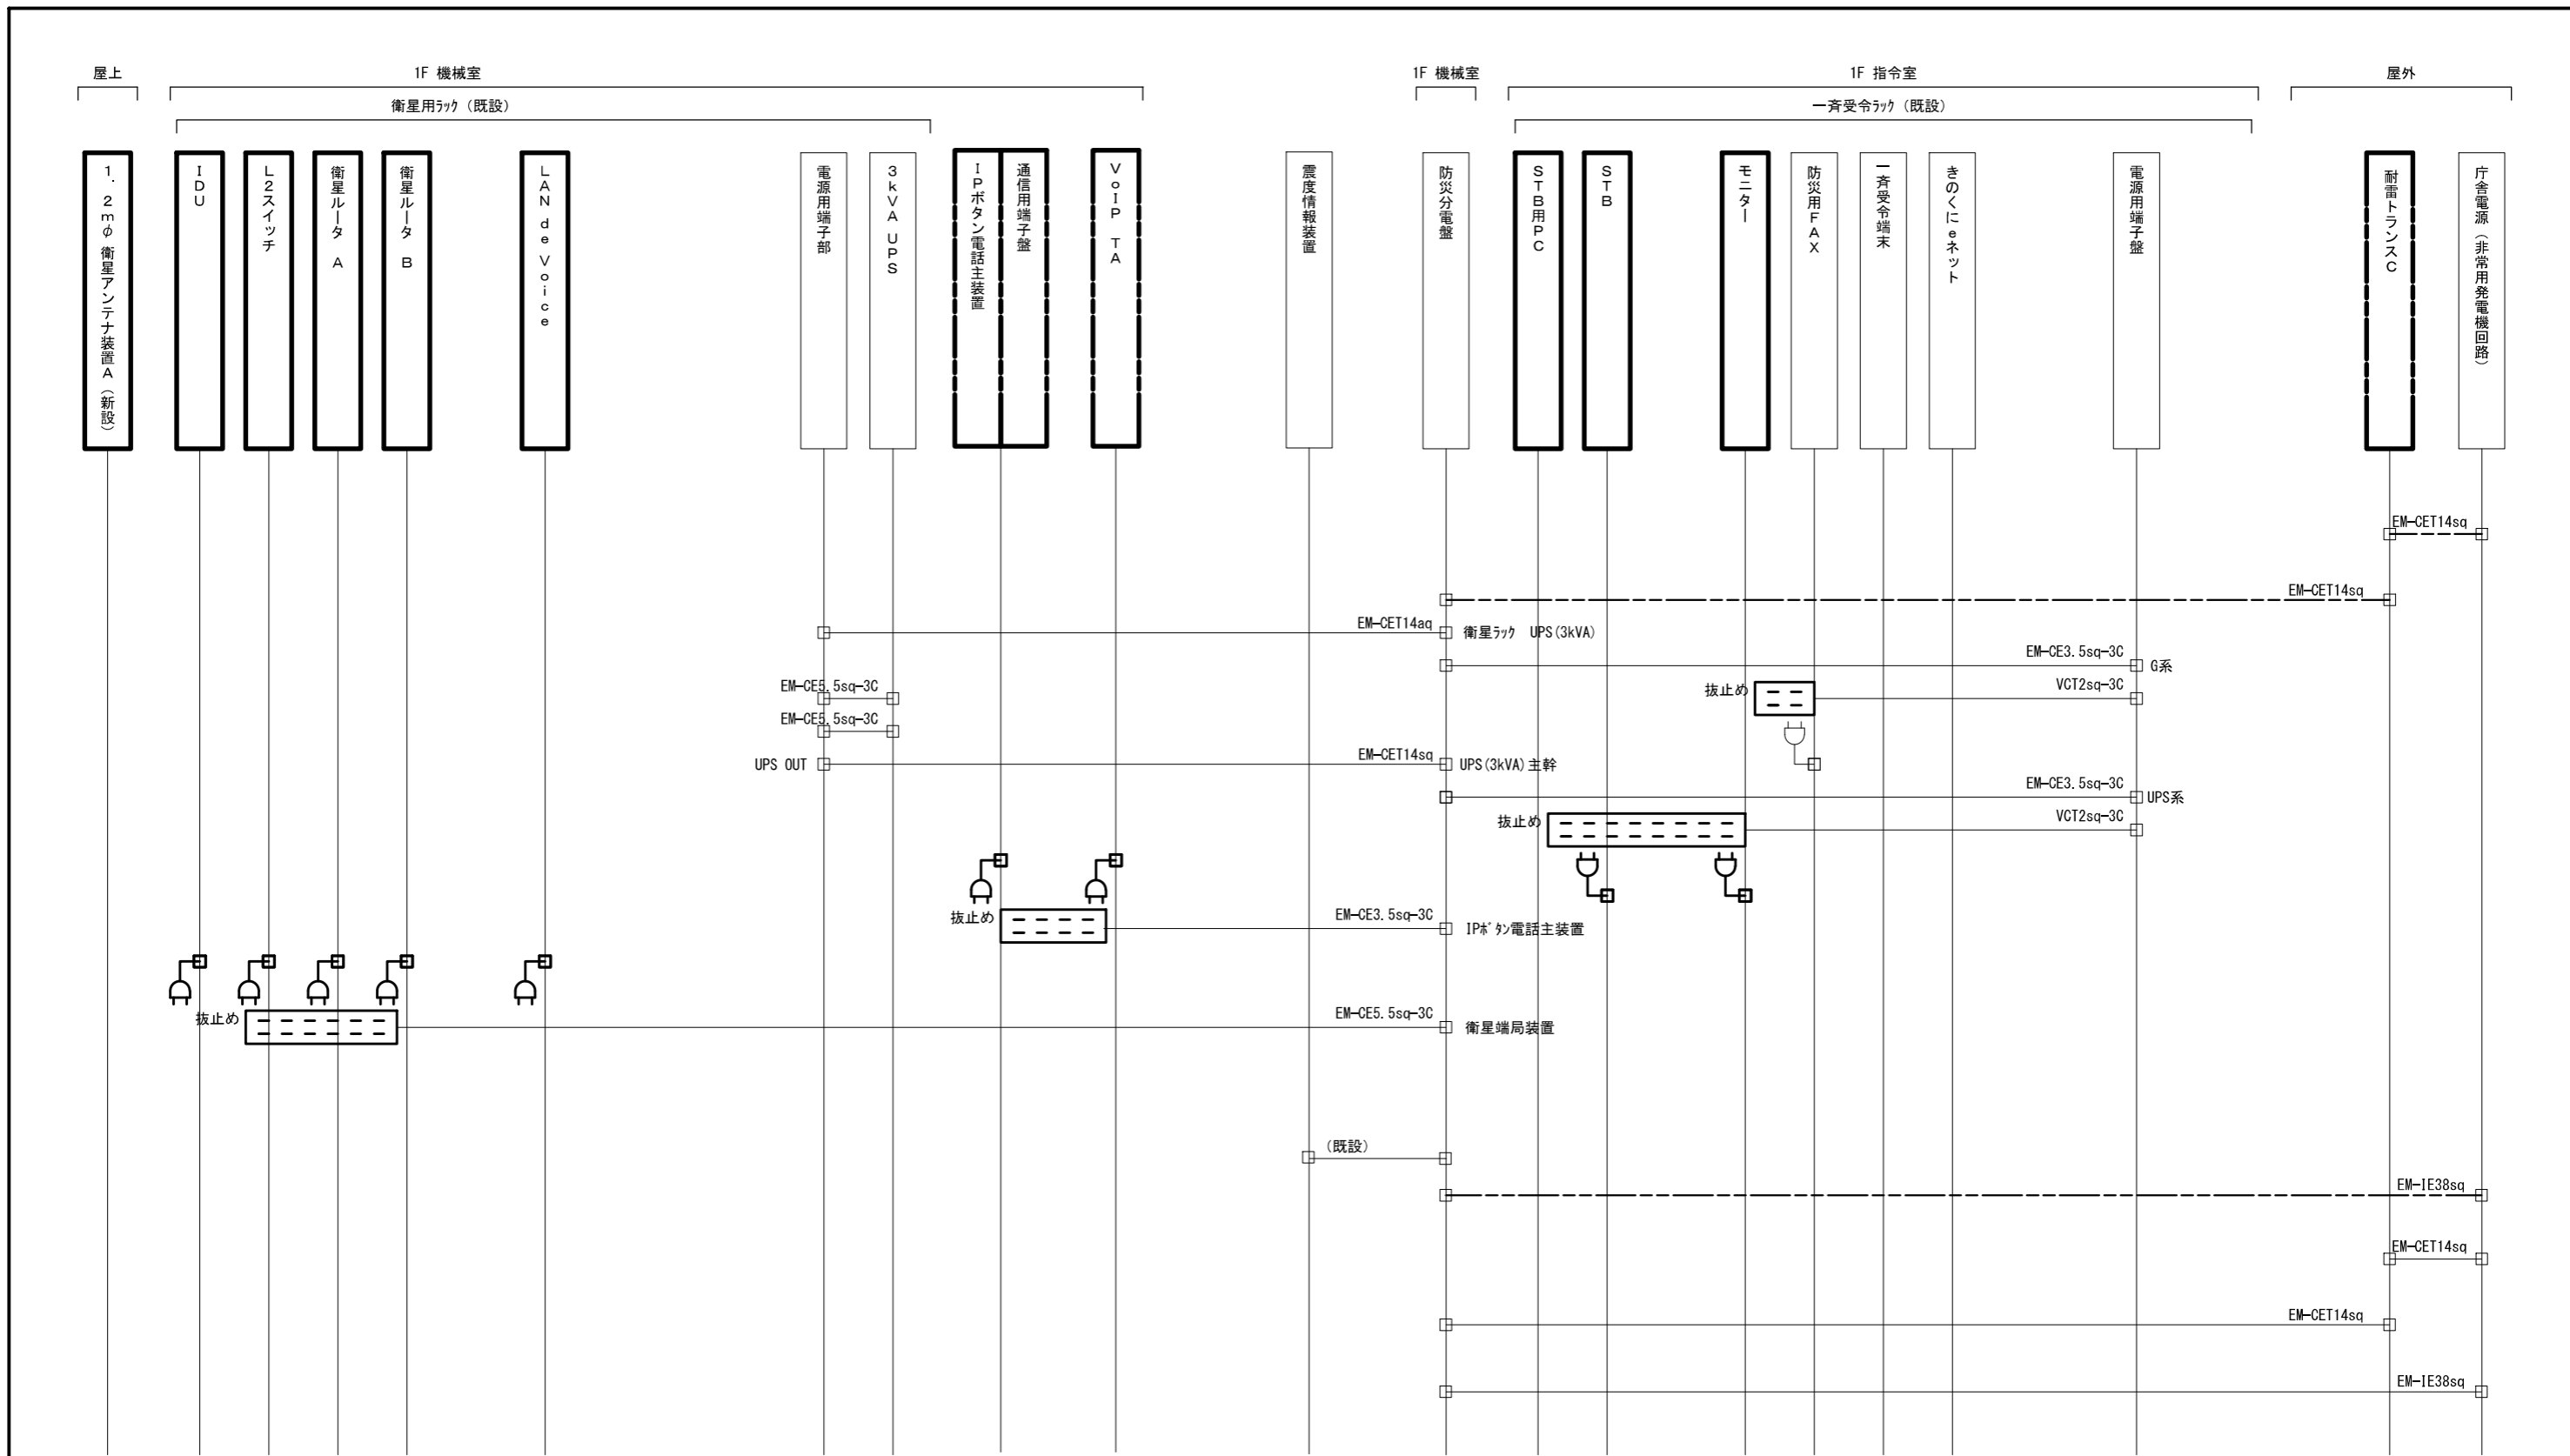 屋上
1F 機械室
1F 機械室
1F 指令室
屋外
衛星用ﾗｯｸ（既設）
一斉受令ﾗｯｸ（既設）
１．２ｍφ 衛星アンテナ装置Ａ（新設）
ＩＤＵ
Ｌ２スイッチ
衛星ルータ　Ａ
衛星ルータ　Ｂ
ＬＡＮ ｄｅ Ｖｏｉｃｅ
電源用端子部
３ｋＶＡ ＵＰＳ
ＩＰボタン電話主装置
通信用端子盤
ＶｏＩＰ　ＴＡ
震度情報装置
防災分電盤
ＳＴＢ用ＰＣ
ＳＴＢ
モニター
防災用ＦＡＸ
一斉受令端末
きのくにｅネット
電源用端子盤
耐雷トランスＣ
庁舎電源（非常用発電機回路）
EM-CET14sq
EM-CET14sq
EM-CET14aq
衛星ﾗｯｸ　UPS(3kVA)
EM-CE3.5sq-3C
G系
EM-CE5.5sq-3C
抜止め
VCT2sq-3C
EM-CE5.5sq-3C
UPS OUT
EM-CET14sq
UPS(3kVA)主幹
EM-CE3.5sq-3C
UPS系
抜止め
VCT2sq-3C
抜止め
EM-CE3.5sq-3C
IPﾎﾞﾀﾝ電話主装置
抜止め
EM-CE5.5sq-3C
衛星端局装置
（既設）
EM-IE38sq
EM-CET14sq
EM-CET14sq
EM-IE38sq